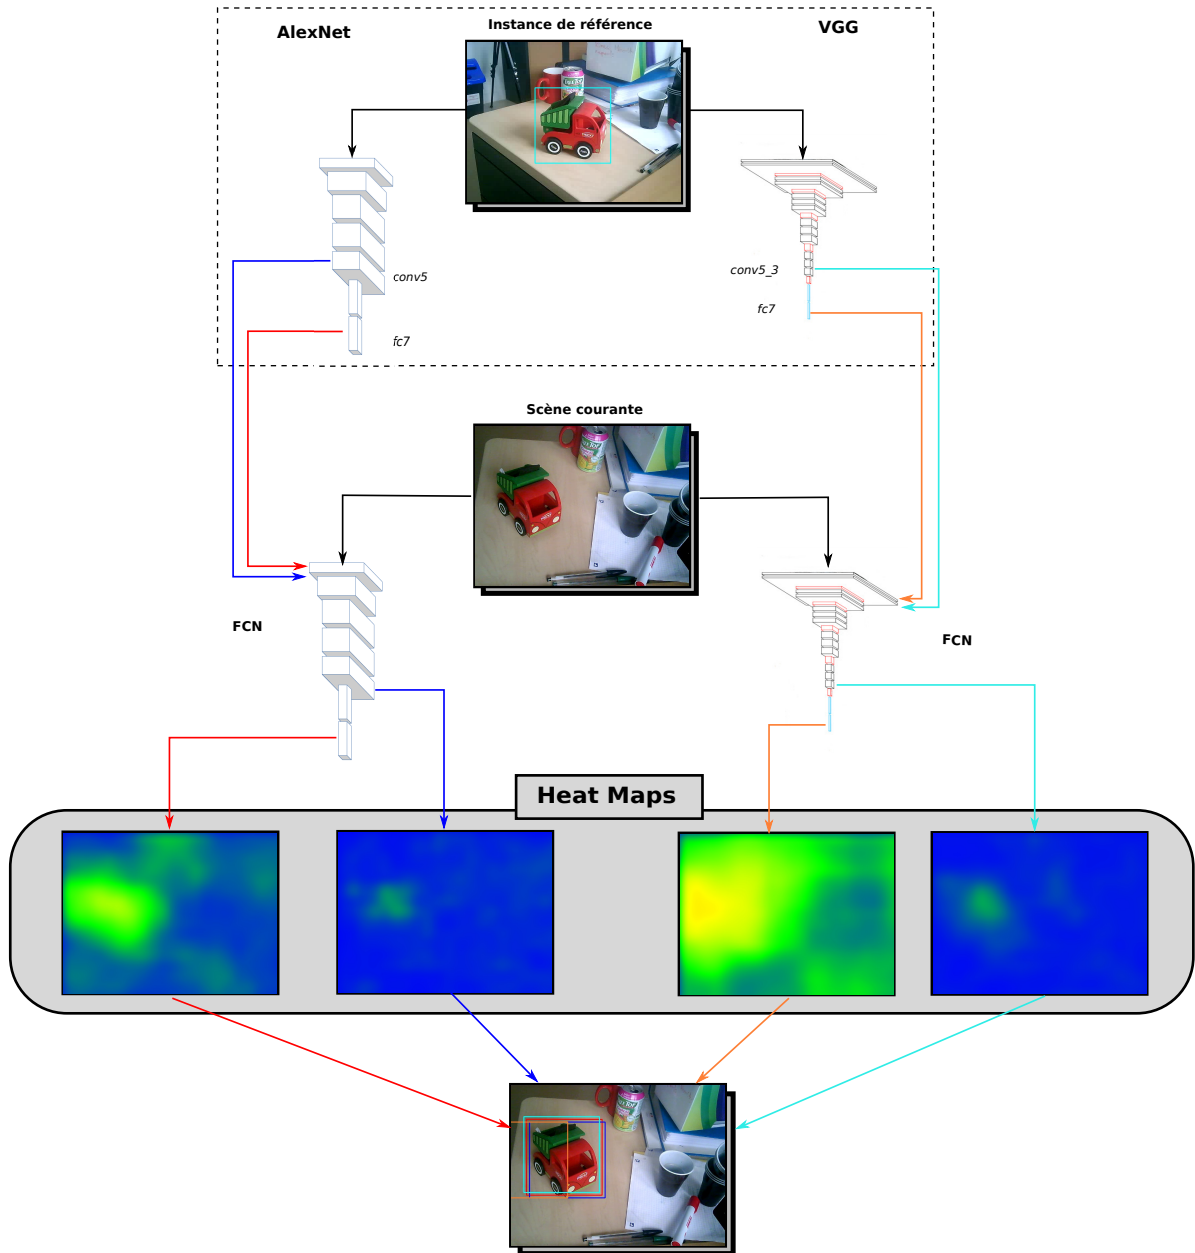 Instance de référence
AlexNet
VGG
conv5
conv5_3
fc7
fc7
Scène courante
FCN
FCN
Heat Maps